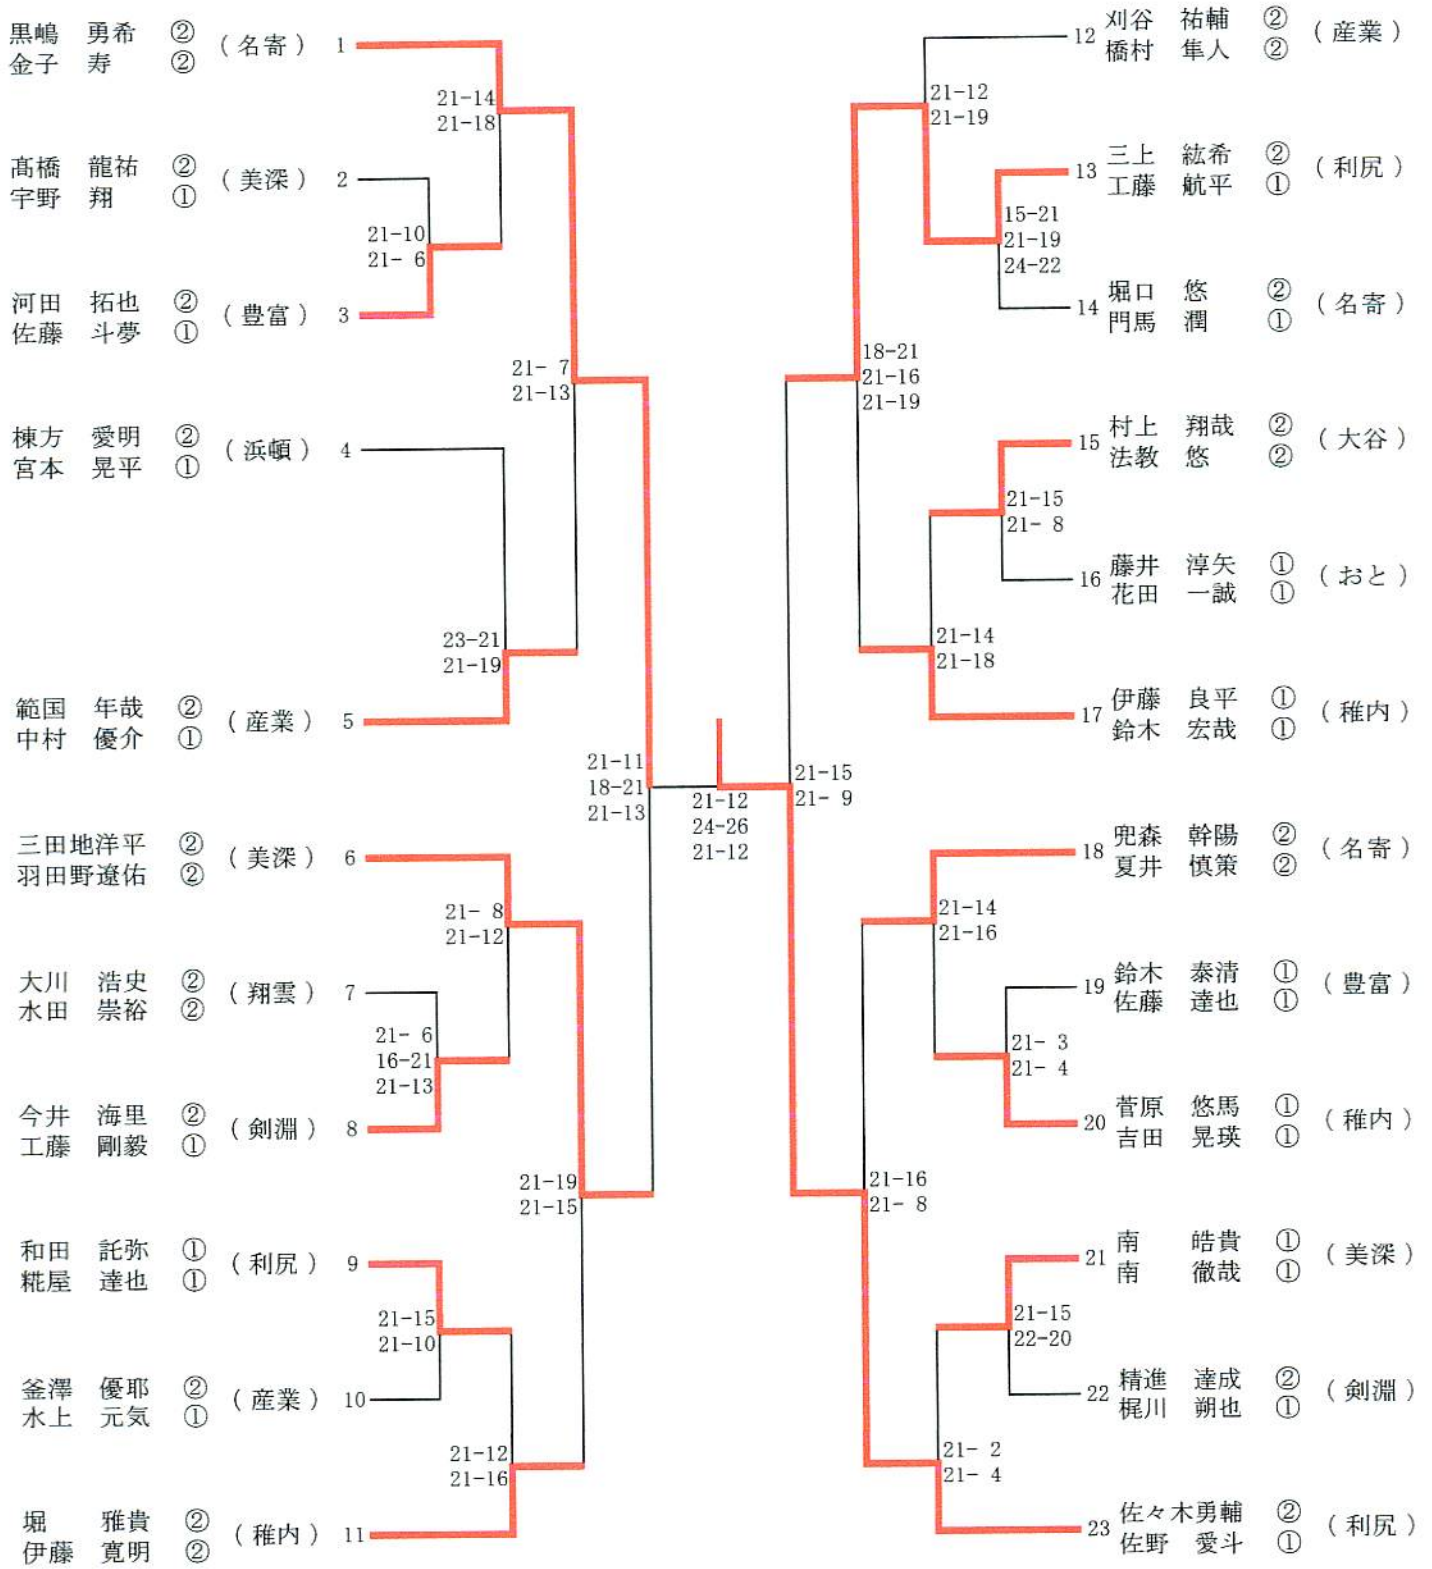 黒嶋 勇希 ②
金子 寿 ②
(名寄) 1
21-14
21-18
髙橋 龍祐 ②
宇野 翔 ①
(美深) 2
21-10
21- 6
河田 拓也 ②
佐藤 斗夢 ①
(豊富) 3
21- 7
21-13
棟方 愛明 ②
宮本 晃平 ①
(浜頓) 4
23-21
21-19
範国 年哉 ②
中村 優介 ①
(産業) 5
21-11
18-21
21-13
三田地洋平 ②
羽田野遼佑 ②
(美深) 6
21- 8
21-12
大川 浩史 ②
水田 崇裕 ②
(翔雲) 7
21- 6
16-21
21-13
今井 海里 ②
工藤 剛毅 ①
(剣淵) 8
21-19
21-15
和田 託弥 ①
糀屋 達也 ①
(利尻) 9
21-15
21-10
釜澤 優耶 ②
水上 元気 ①
(産業) 10
21-12
21-16
堀 雅貴 ②
伊藤 寛明 ②
(稚内) 11
21-12
24-26
21-12
12 刈谷 祐輔 ②
橋村 隼人 ②
(産業)
21-12
21-19
13 三上 紘希 ②
工藤 航平 ①
(利尻)
15-21
21-19
24-22
14 堀口 悠 ②
門馬 潤 ①
(名寄)
18-21
21-16
21-19
15 村上 翔哉 ②
法教 悠 ②
(大谷)
21-15
21- 8
16 藤井 淳矢 ①
花田 一誠 ①
(おと)
21-14
21-18
17 伊藤 良平 ①
鈴木 宏哉 ①
(稚内)
21-15
21- 9
18 兜森 幹陽 ②
夏井 慎策 ②
(名寄)
21-14
21-16
19 鈴木 泰清 ①
佐藤 達也 ①
(豊富)
21- 3
21- 4
20 菅原 悠馬 ①
吉田 晃瑛 ①
(稚内)
21-16
21- 8
21 南 皓貴 ①
南 徹哉 ①
(美深)
21-15
22-20
22 精進 達成 ②
梶川 朔也 ①
(剣淵)
21- 2
21- 4
23 佐々木勇輔 ②
佐野 愛斗 ①
(利尻)